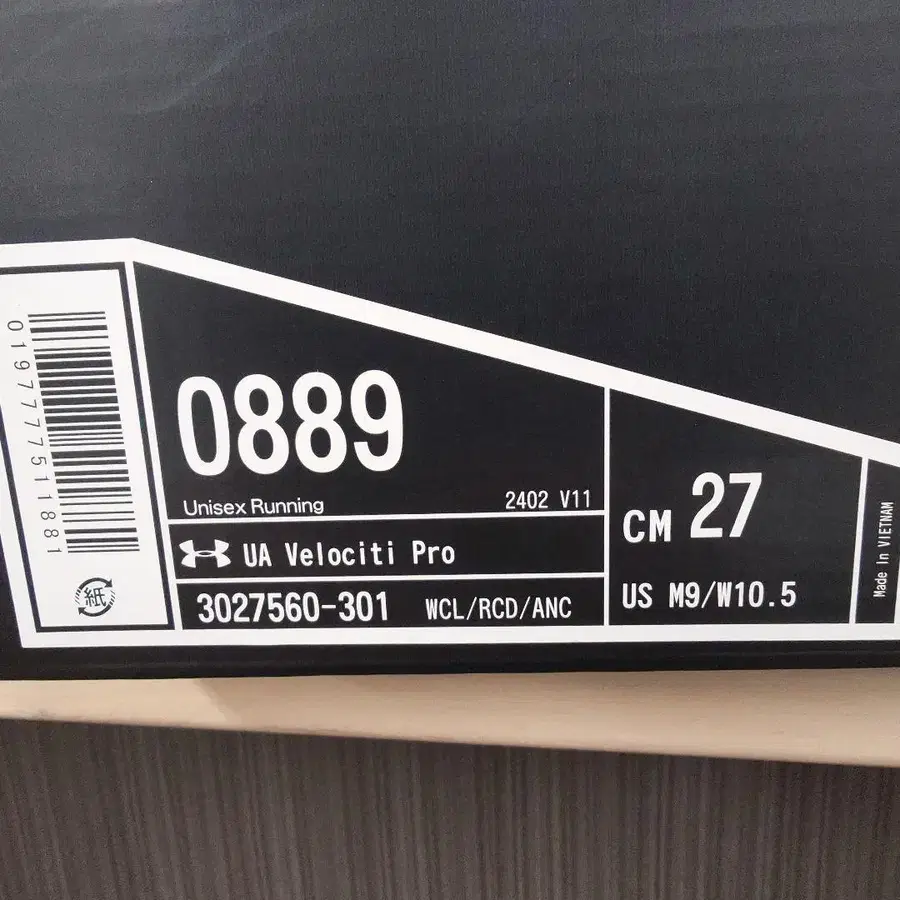 0197777511881
紙
0889
Unisex Running
2402 V11
UA Velociti Pro
3027560-301 WCL/RCD/ANC
CM 27
US M9/W10.5
Made In VIETNAM